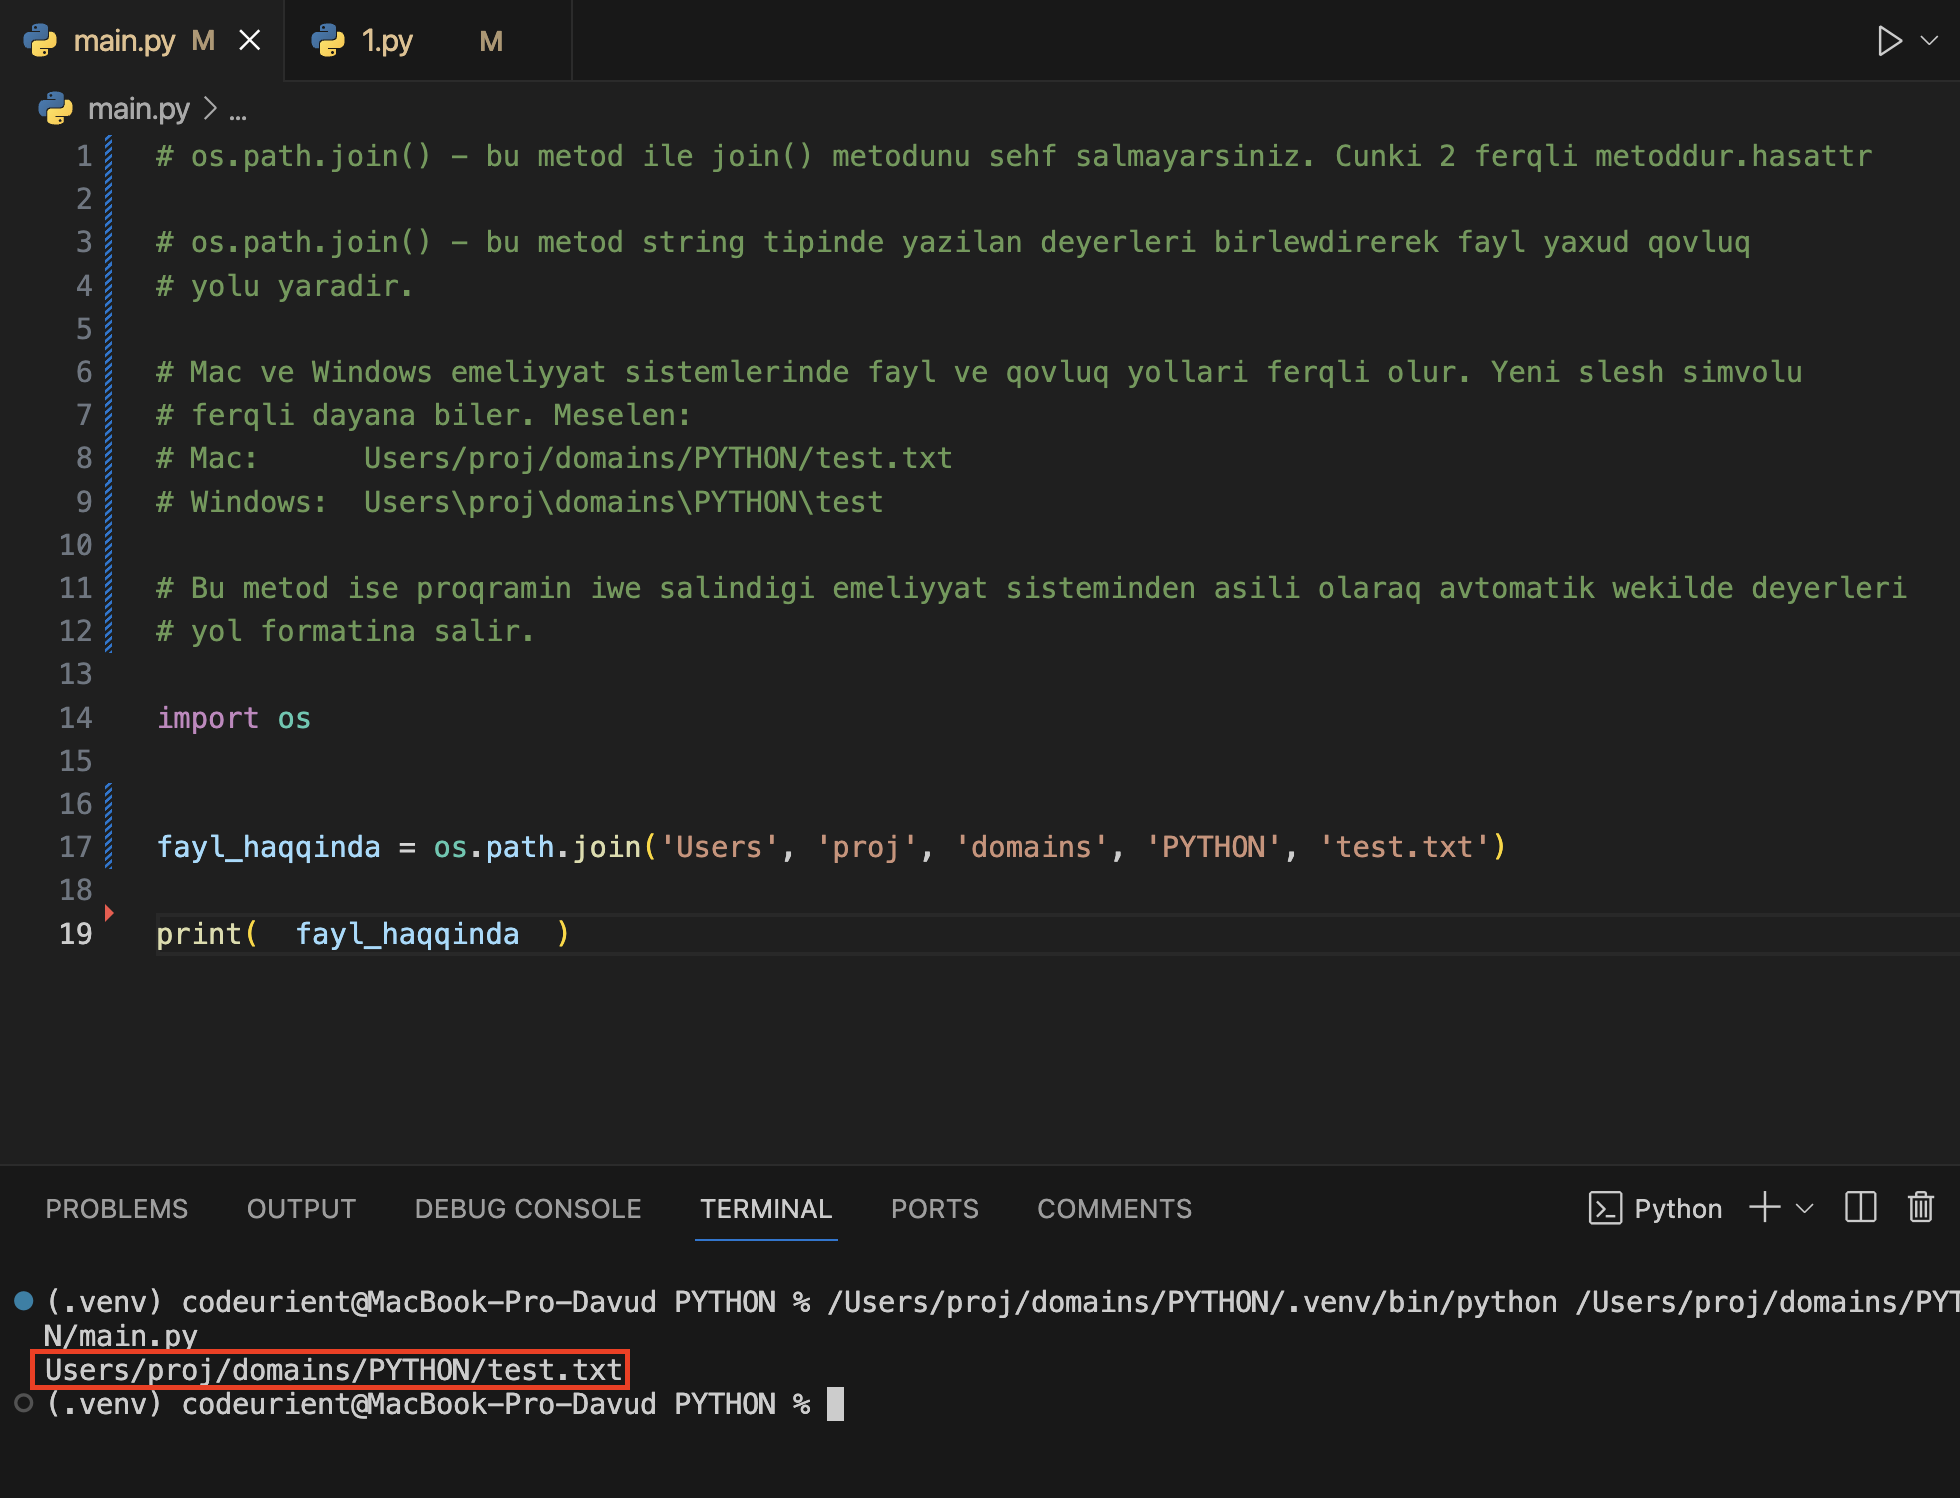 main.py M
1.py M
main.py > ...
1 # os.path.join() - bu metod ile join() metodunu sehf salmayarsiniz. Cunki 2 ferqli metoddur.hasattr
2
3 # os.path.join() - bu metod string tipinde yazilan deyerleri birlewdirerek fayl yaxud qovluq
4 # yolu yaradir.
5
6 # Mac ve Windows emeliyyat sistemlerinde fayl ve qovluq yollari ferqli olur. Yeni slesh simvolu
7 # ferqli dayana biler. Meselen:
8 # Mac:      Users/proj/domains/PYTHON/test.txt
9 # Windows:  Users\proj\domains\PYTHON\test
10
11 # Bu metod ise proqramin iwe salindigi emeliyyat sisteminden asili olaraq avtomatik wekilde deyerleri
12 # yol formatina salir.
13
14 import os
15
16
17 fayl_haqqinda = os.path.join('Users', 'proj', 'domains', 'PYTHON', 'test.txt')
18
19 print(  fayl_haqqinda  )
PROBLEMS OUTPUT DEBUG CONSOLE TERMINAL PORTS COMMENTS Python
(.venv) codeurient@MacBook-Pro-Davud PYTHON % /Users/proj/domains/PYTHON/.venv/bin/python /Users/proj/domains/PYT
N/main.py
Users/proj/domains/PYTHON/test.txt
(.venv) codeurient@MacBook-Pro-Davud PYTHON %